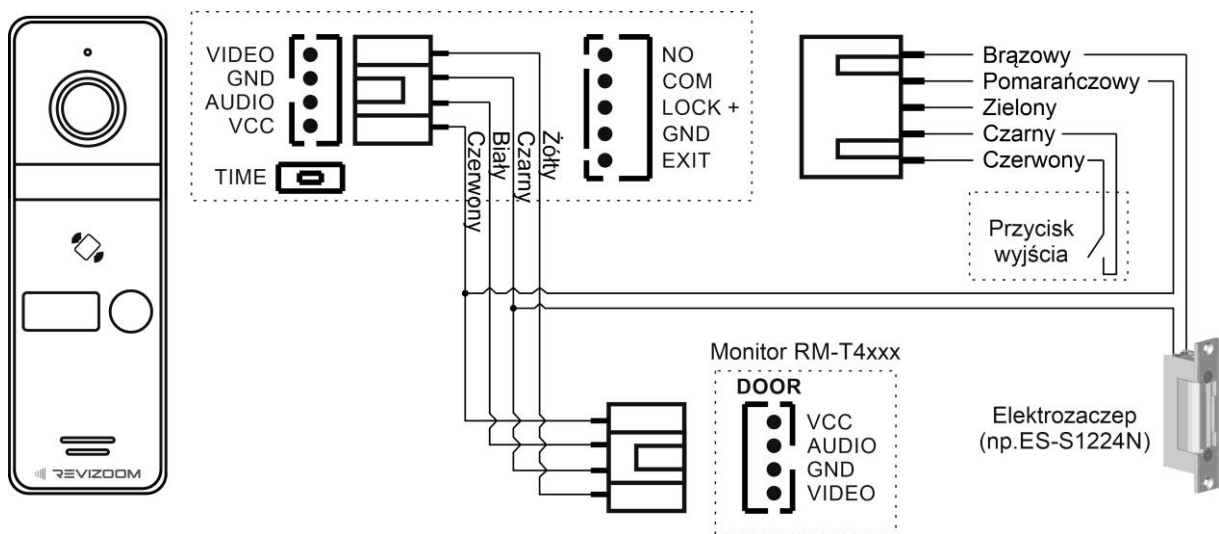 VIDEO
GND
AUDIO
VCC
TIME
Czerwony
Biały
Czarny
Żółty
NO
COM
LOCK +
GND
EXIT
Brązowy
Pomarańczowy
Zielony
Czarny
Czerwony
Przycisk
wyjścia
Monitor RM-T4xxx
DOOR
VCC
AUDIO
GND
VIDEO
Elektrozaczep
(np.ES-S1224N)
REVIZOOM